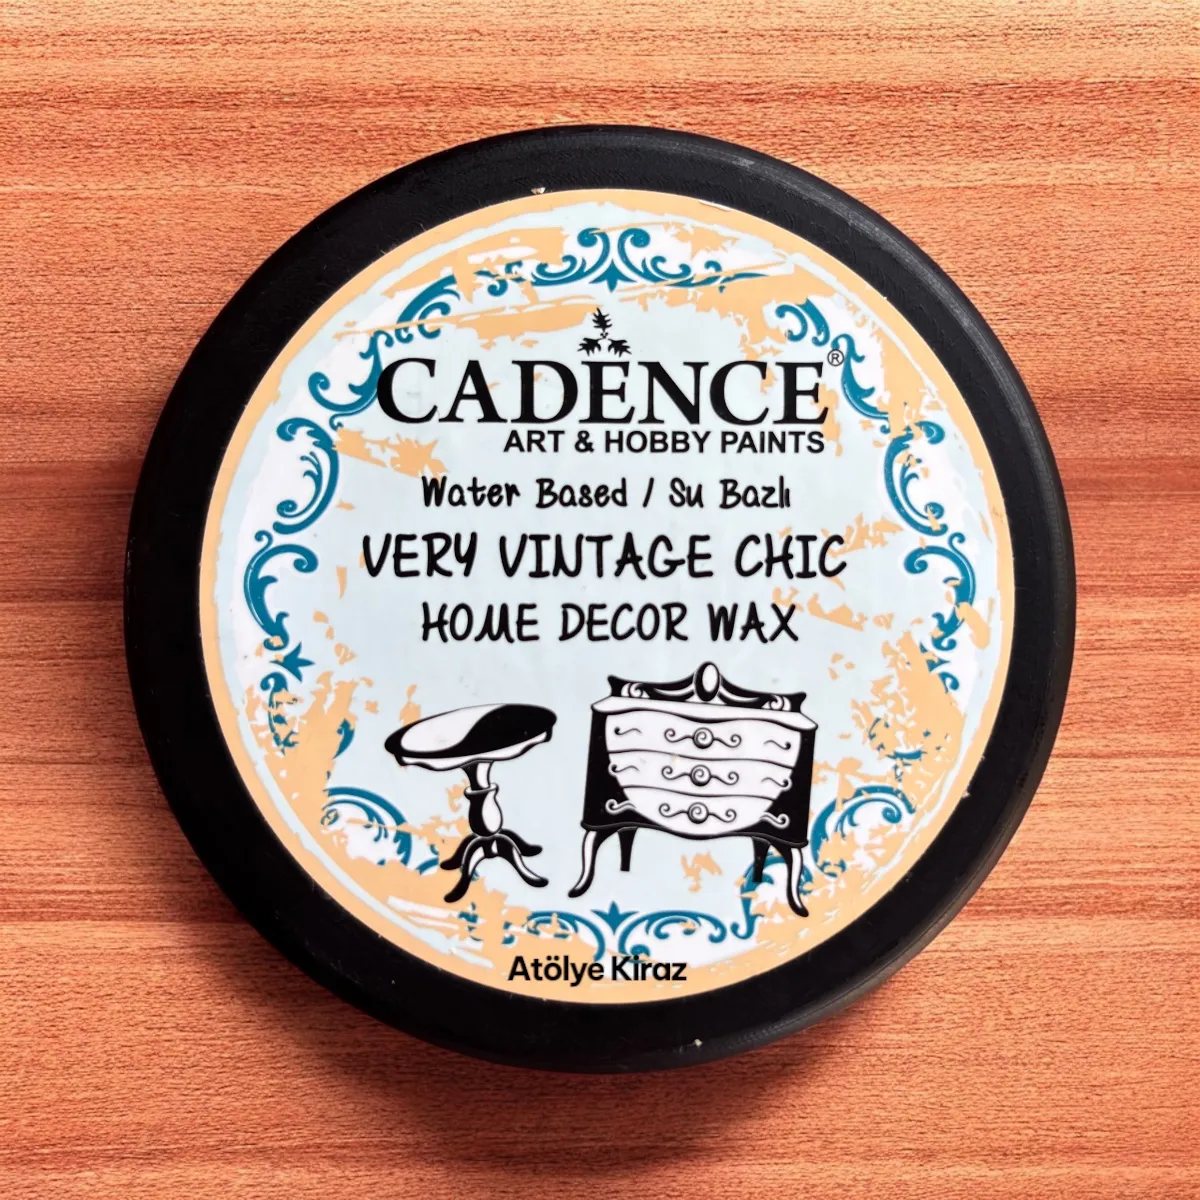 CADENCE®
ART & HOBBY PAINTS
Water Based / Su Bazlı
VERY VINTAGE CHIC
HOME DECOR WAX
Atölye Kiraz